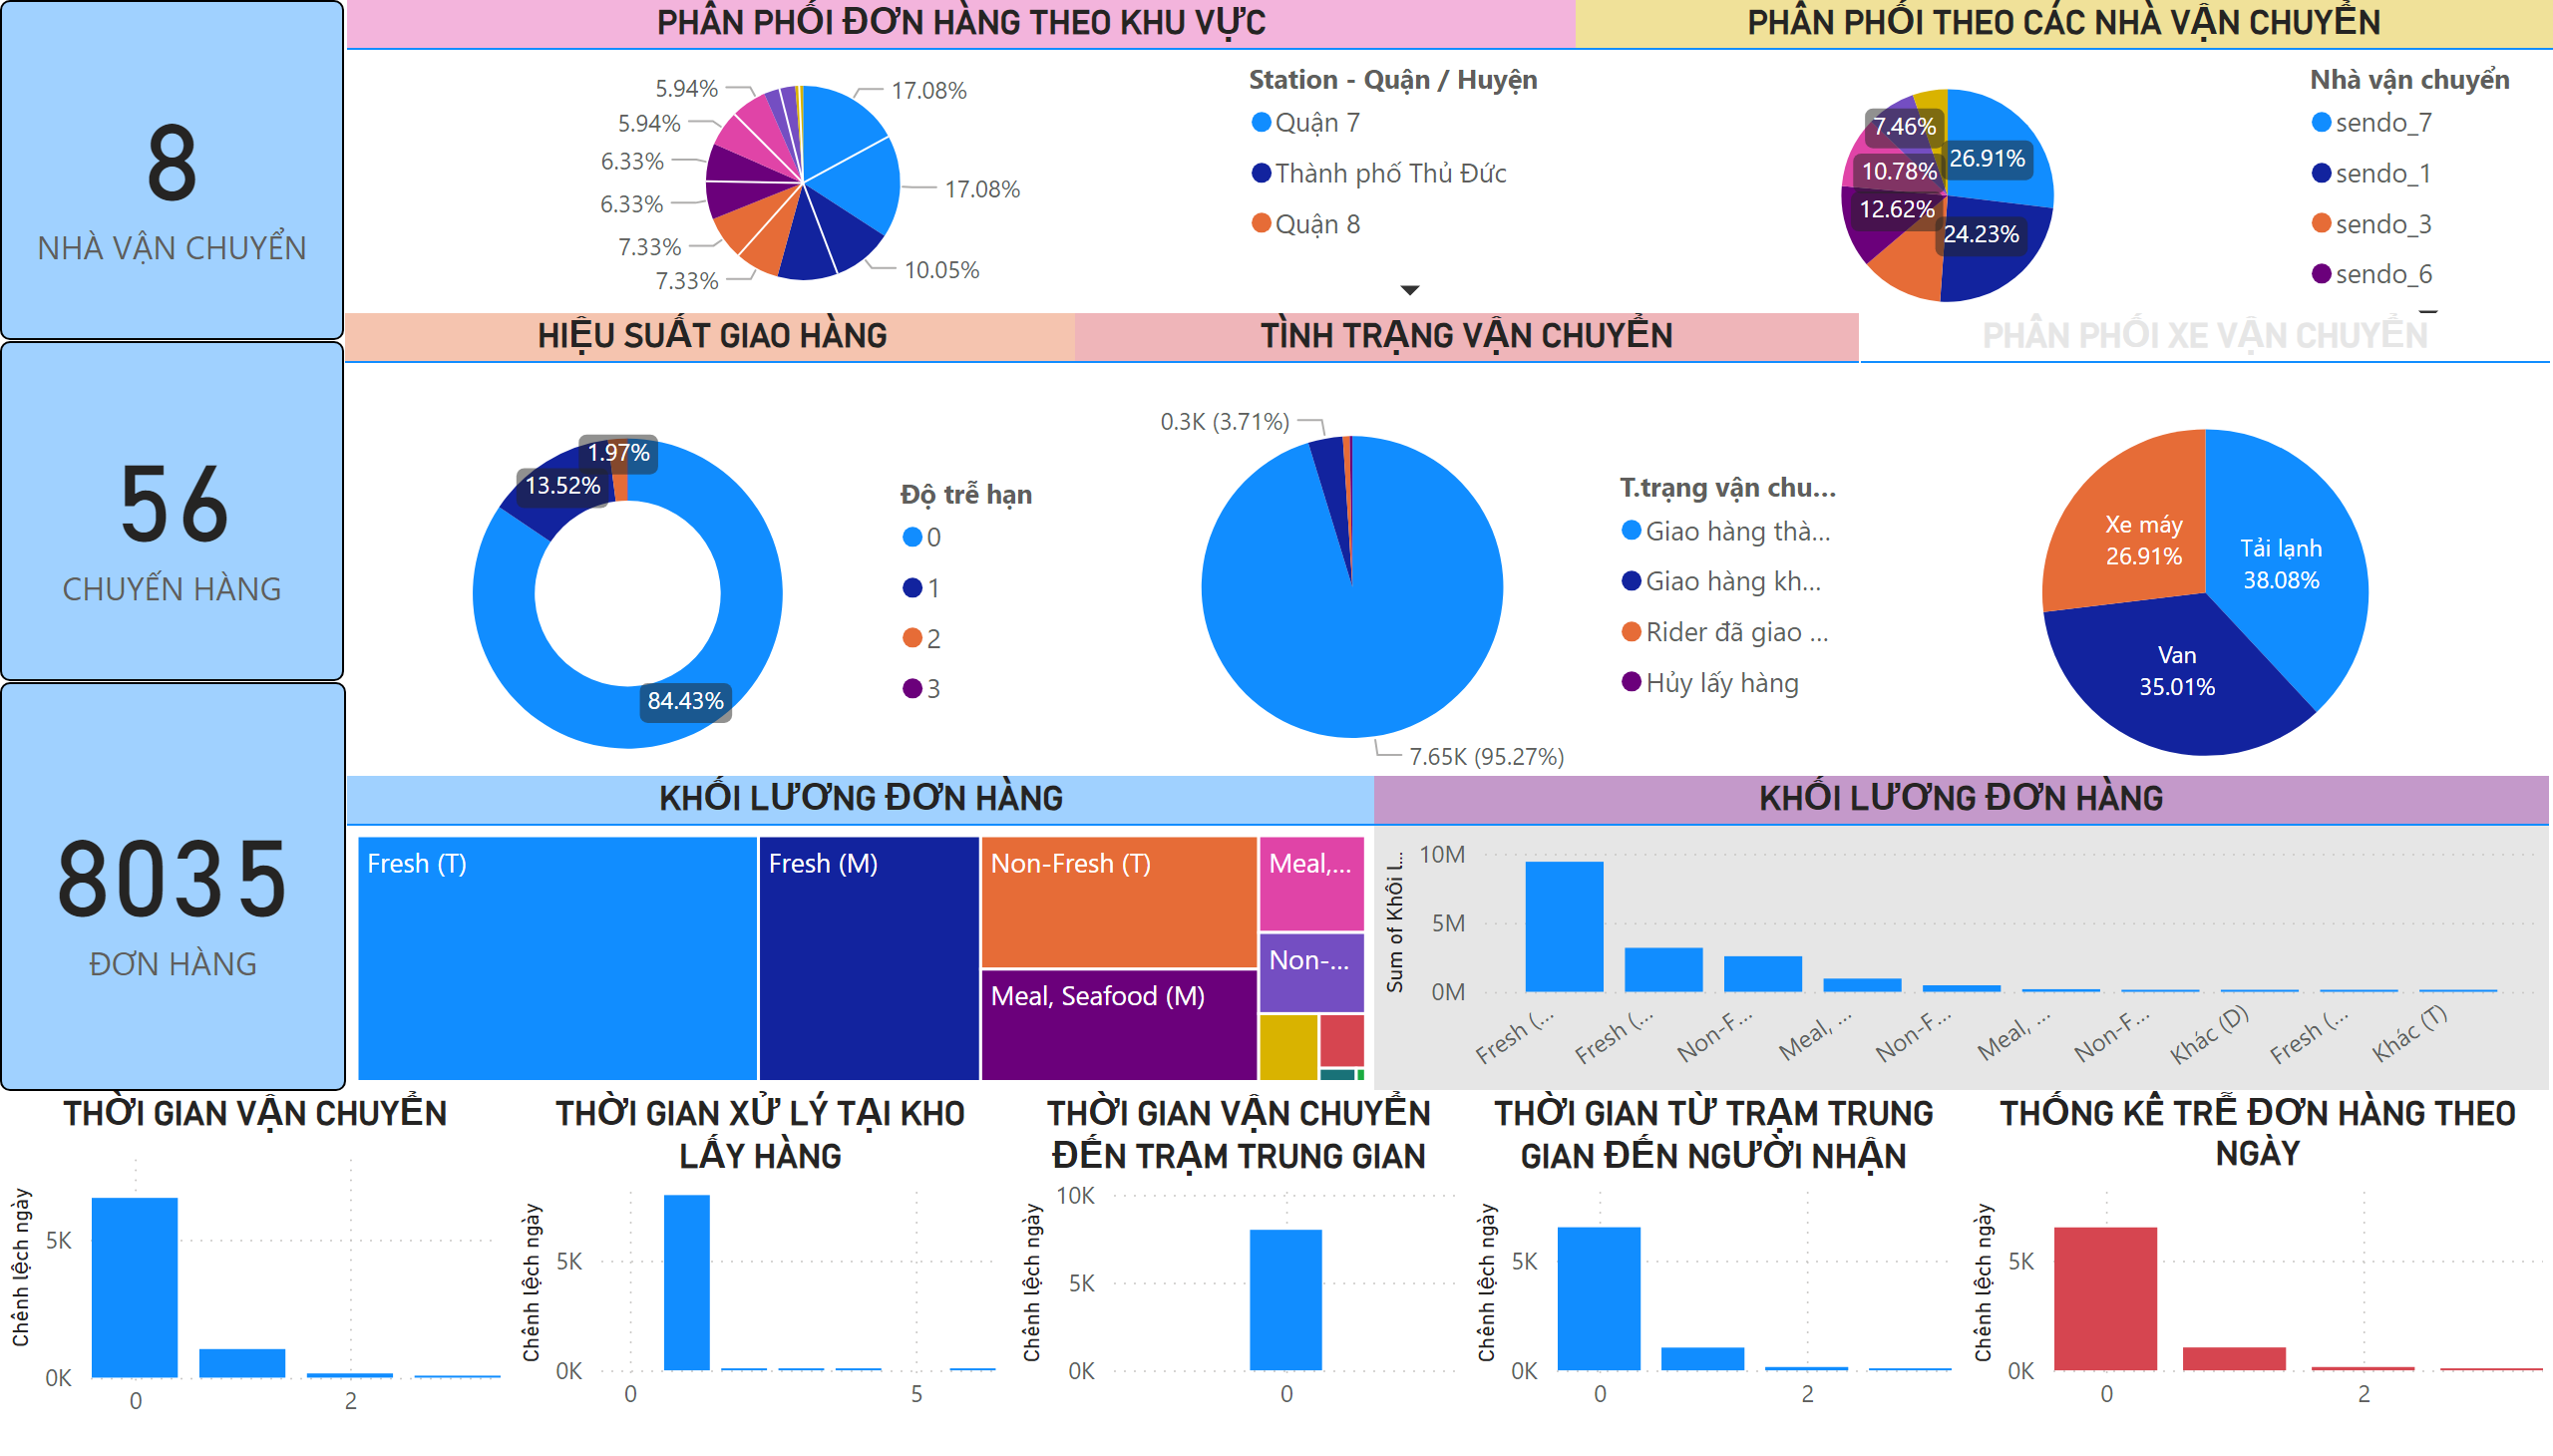 8
NHÀ VẬN CHUYỂN
56
CHUYẾN HÀNG
8035
ĐƠN HÀNG
PHÂN PHỐI ĐƠN HÀNG THEO KHU VỰC
5.94%
5.94%
6.33%
6.33%
7.33%
7.33%
17.08%
17.08%
10.05%
Station - Quận / Huyện
Quận 7
Thành phố Thủ Đức
Quận 8
PHÂN PHỐI THEO CÁC NHÀ VẬN CHUYỂN
7.46%
26.91%
10.78%
12.62%
24.23%
Nhà vận chuyển
sendo_7
sendo_1
sendo_3
sendo_6
HIỆU SUẤT GIAO HÀNG
1.97%
13.52%
84.43%
Độ trễ hạn
0
1
2
3
TÌNH TRẠNG VẬN CHUYỂN
0.3K (3.71%)
7.65K (95.27%)
T.trạng vận chu...
Giao hàng thà...
Giao hàng kh...
Rider đã giao ...
Hủy lấy hàng
PHÂN PHỐI XE VẬN CHUYỂN
Xe máy
26.91%
Tải lạnh
38.08%
Van
35.01%
KHỐI LƯƠNG ĐƠN HÀNG
Fresh (T)
Fresh (M)
Non-Fresh (T)
Meal, Seafood (M)
Meal,...
Non-...
KHỐI LƯƠNG ĐƠN HÀNG
Sum of Khối l...
10M
5M
0M
Fresh (...
Fresh (...
Non-F...
Meal, ...
Non-F...
Meal, ...
Non-F...
Khác (D)
Fresh (...
Khác (T)
THỜI GIAN VẬN CHUYỂN
Chênh lệch ngày
5K
0K
0
2
THỜI GIAN XỬ LÝ TẠI KHO
LẤY HÀNG
Chênh lệch ngày
5K
0K
0
5
THỜI GIAN VẬN CHUYỂN
ĐẾN TRẠM TRUNG GIAN
Chênh lệch ngày
10K
5K
0K
0
THỜI GIAN TỪ TRẠM TRUNG
GIAN ĐẾN NGƯỜI NHẬN
Chênh lệch ngày
5K
0K
0
2
THỐNG KÊ TRỄ ĐƠN HÀNG THEO
NGÀY
Chênh lệch ngày
5K
0K
0
2